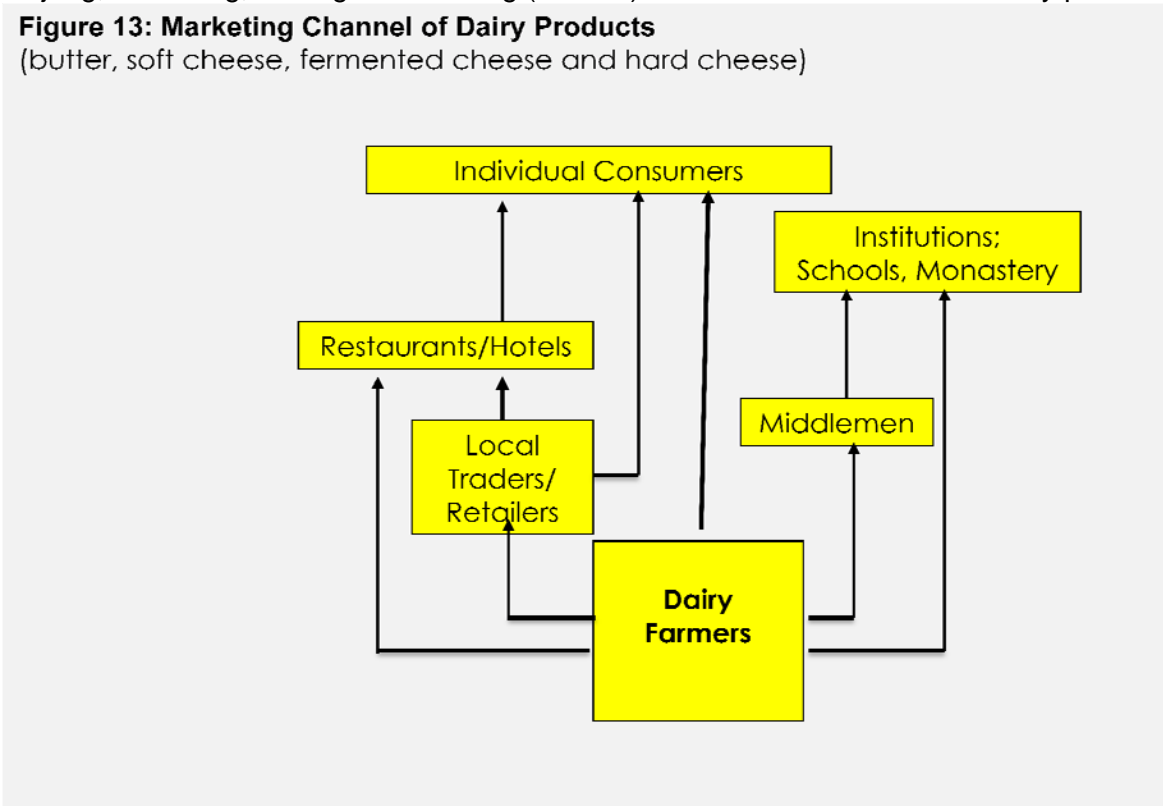 Figure 13: Marketing Channel of Dairy Products
(butter, soft cheese, fermented cheese and hard cheese)
Individual Consumers
Institutions;
Schools, Monastery
Restaurants/Hotels
Middlemen
Local
Traders/
Retailers
Dairy
Farmers